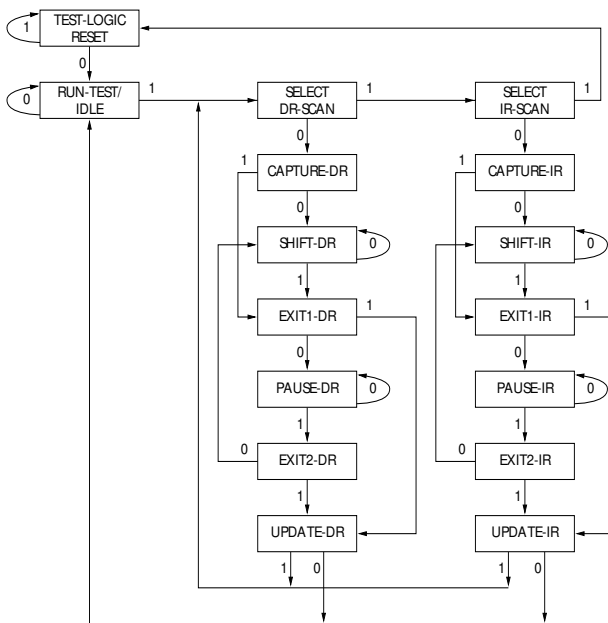 TEST-LOGIC
RESET
1
0
RUN-TEST/
IDLE
0
1
SELECT
DR-SCAN
1
SELECT
IR-SCAN
1
0
0
1
CAPTURE-DR
1
CAPTURE-IR
0
0
SHIFT-DR
0
SHIFT-IR
0
1
1
EXIT1-DR
1
EXIT1-IR
1
0
0
PAUSE-DR
0
PAUSE-IR
0
1
1
0
EXIT2-DR
0
EXIT2-IR
1
1
UPDATE-DR
UPDATE-IR
1
0
1
0